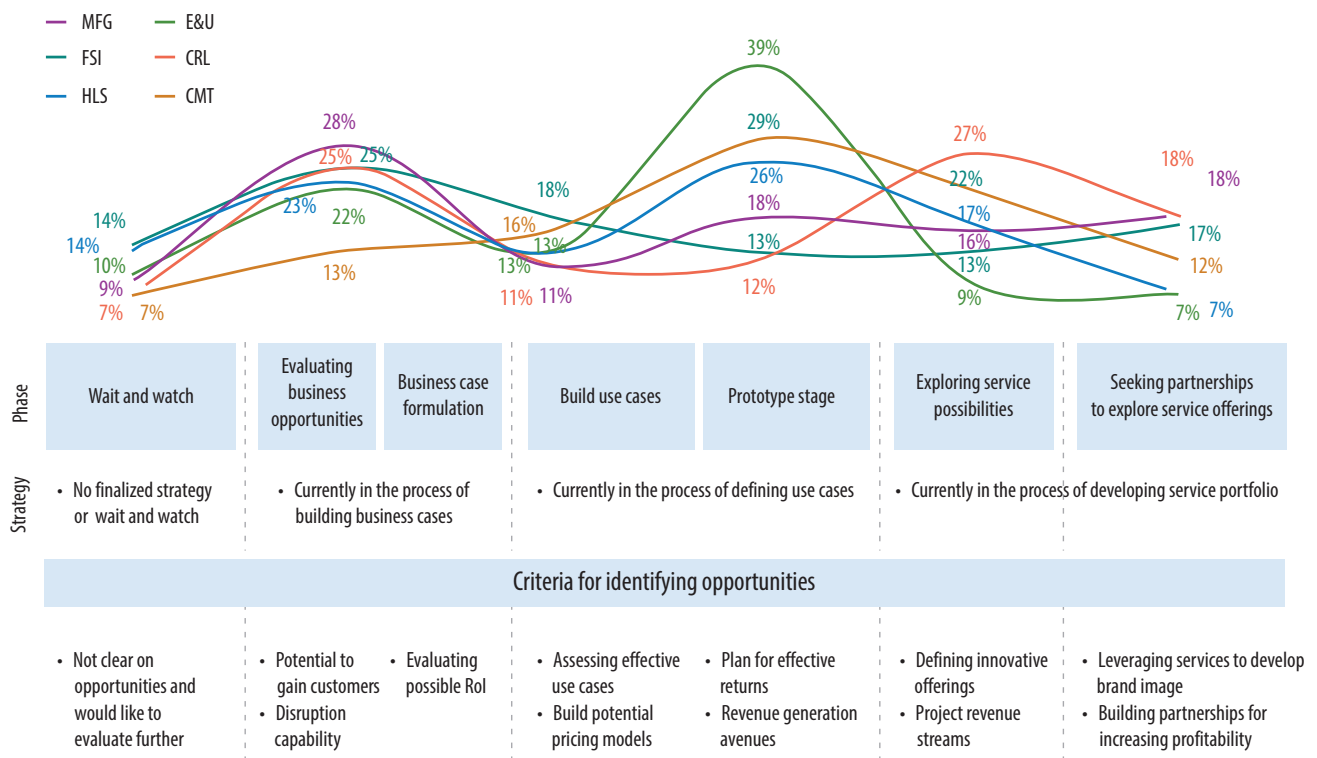 MFG
E&U
FSI
CRL
HLS
CMT
14%
14%
10%
9%
7%
7%
28%
25%
25%
23%
22%
13%
18%
16%
13%
13%
11%
11%
39%
29%
26%
18%
13%
12%
27%
22%
17%
16%
13%
9%
18%
18%
17%
12%
7%
7%
Phase
Wait and watch
Evaluating
business
opportunities
Business case
formulation
Build use cases
Prototype stage
Exploring service
possibilities
Seeking partnerships
to explore service offerings
Strategy
• No finalized strategy
or wait and watch
• Currently in the process of
building business cases
• Currently in the process of defining use cases
• Currently in the process of developing service portfolio
Criteria for identifying opportunities
• Not clear on
opportunities and
would like to
evaluate further
• Potential to
gain customers
• Disruption
capability
• Evaluating
possible RoI
• Assessing effective
use cases
• Build potential
pricing models
• Plan for effective
returns
• Revenue generation
avenues
• Defining innovative
offerings
• Project revenue
streams
• Leveraging services to develop
brand image
• Building partnerships for
increasing profitability